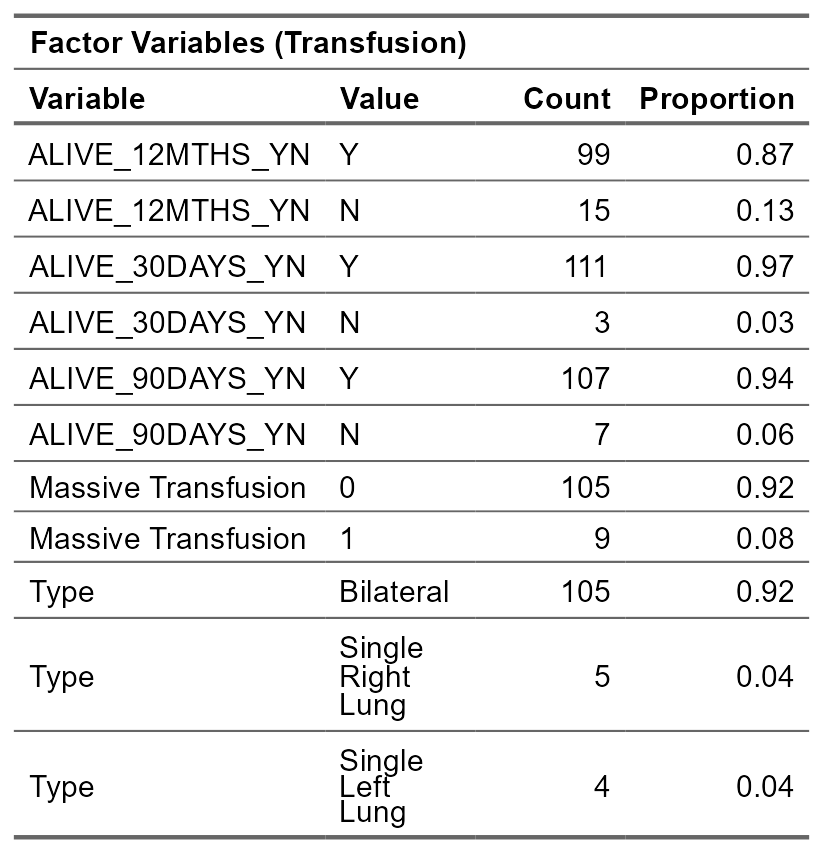 Factor Variables (Transfusion)
Variable Value Count Proportion
ALIVE_12MTHS_YN Y 99 0.87
ALIVE_12MTHS_YN N 15 0.13
ALIVE_30DAYS_YN Y 111 0.97
ALIVE_30DAYS_YN N 3 0.03
ALIVE_90DAYS_YN Y 107 0.94
ALIVE_90DAYS_YN N 7 0.06
Massive Transfusion 0 105 0.92
Massive Transfusion 1 9 0.08
Type Bilateral 105 0.92
Single
Type Right 5 0.04
Lung
Single
Type Left 4 0.04
Lung